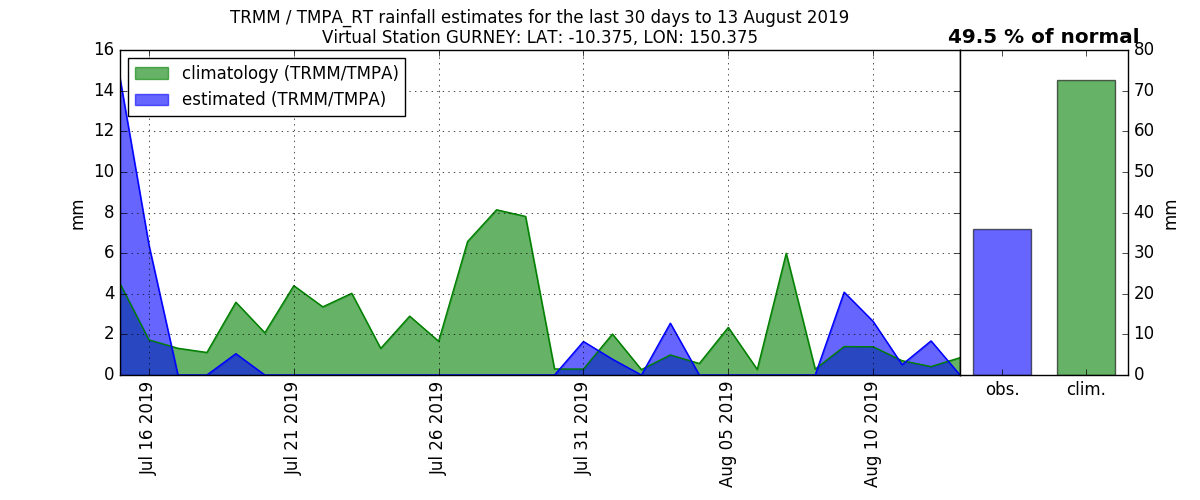 TRMM / TMPA_RT rainfall estimates for the last 30 days to 13 August 2019
Virtual Station GURNEY: LAT: -10.375, LON: 150.375
49.5 % of normal
climatology (TRMM/TMPA)
estimated (TRMM/TMPA)
16
14
12
10
8
6
4
2
0
mm
Jul 16 2019
Jul 21 2019
Jul 26 2019
Jul 31 2019
Aug 05 2019
Aug 10 2019
obs.
clim.
80
70
60
50
40
30
20
10
0
mm